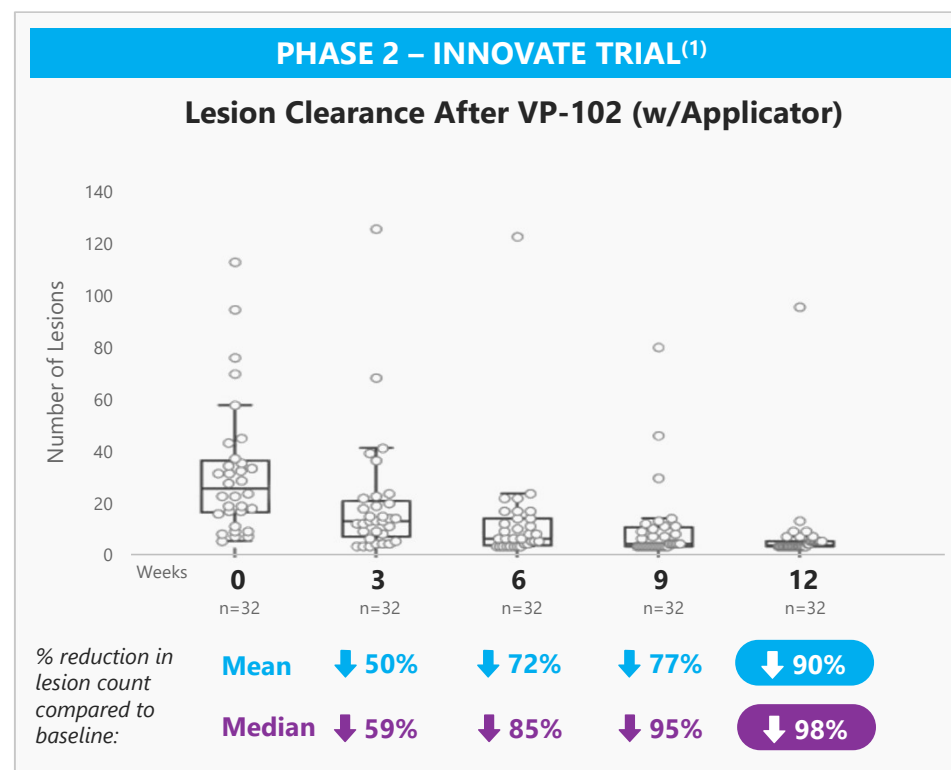 PHASE 2 – INNOVATE TRIAL(1)
Lesion Clearance After VP-102 (w/Applicator)
Number of Lesions
140
120
100
80
60
40
20
0
Weeks 0 3 6 9 12
n=32 n=32 n=32 n=32 n=32
% reduction in
lesion count
compared to
baseline:
Mean 50% 72% 77% 90%
Median 59% 85% 95% 98%